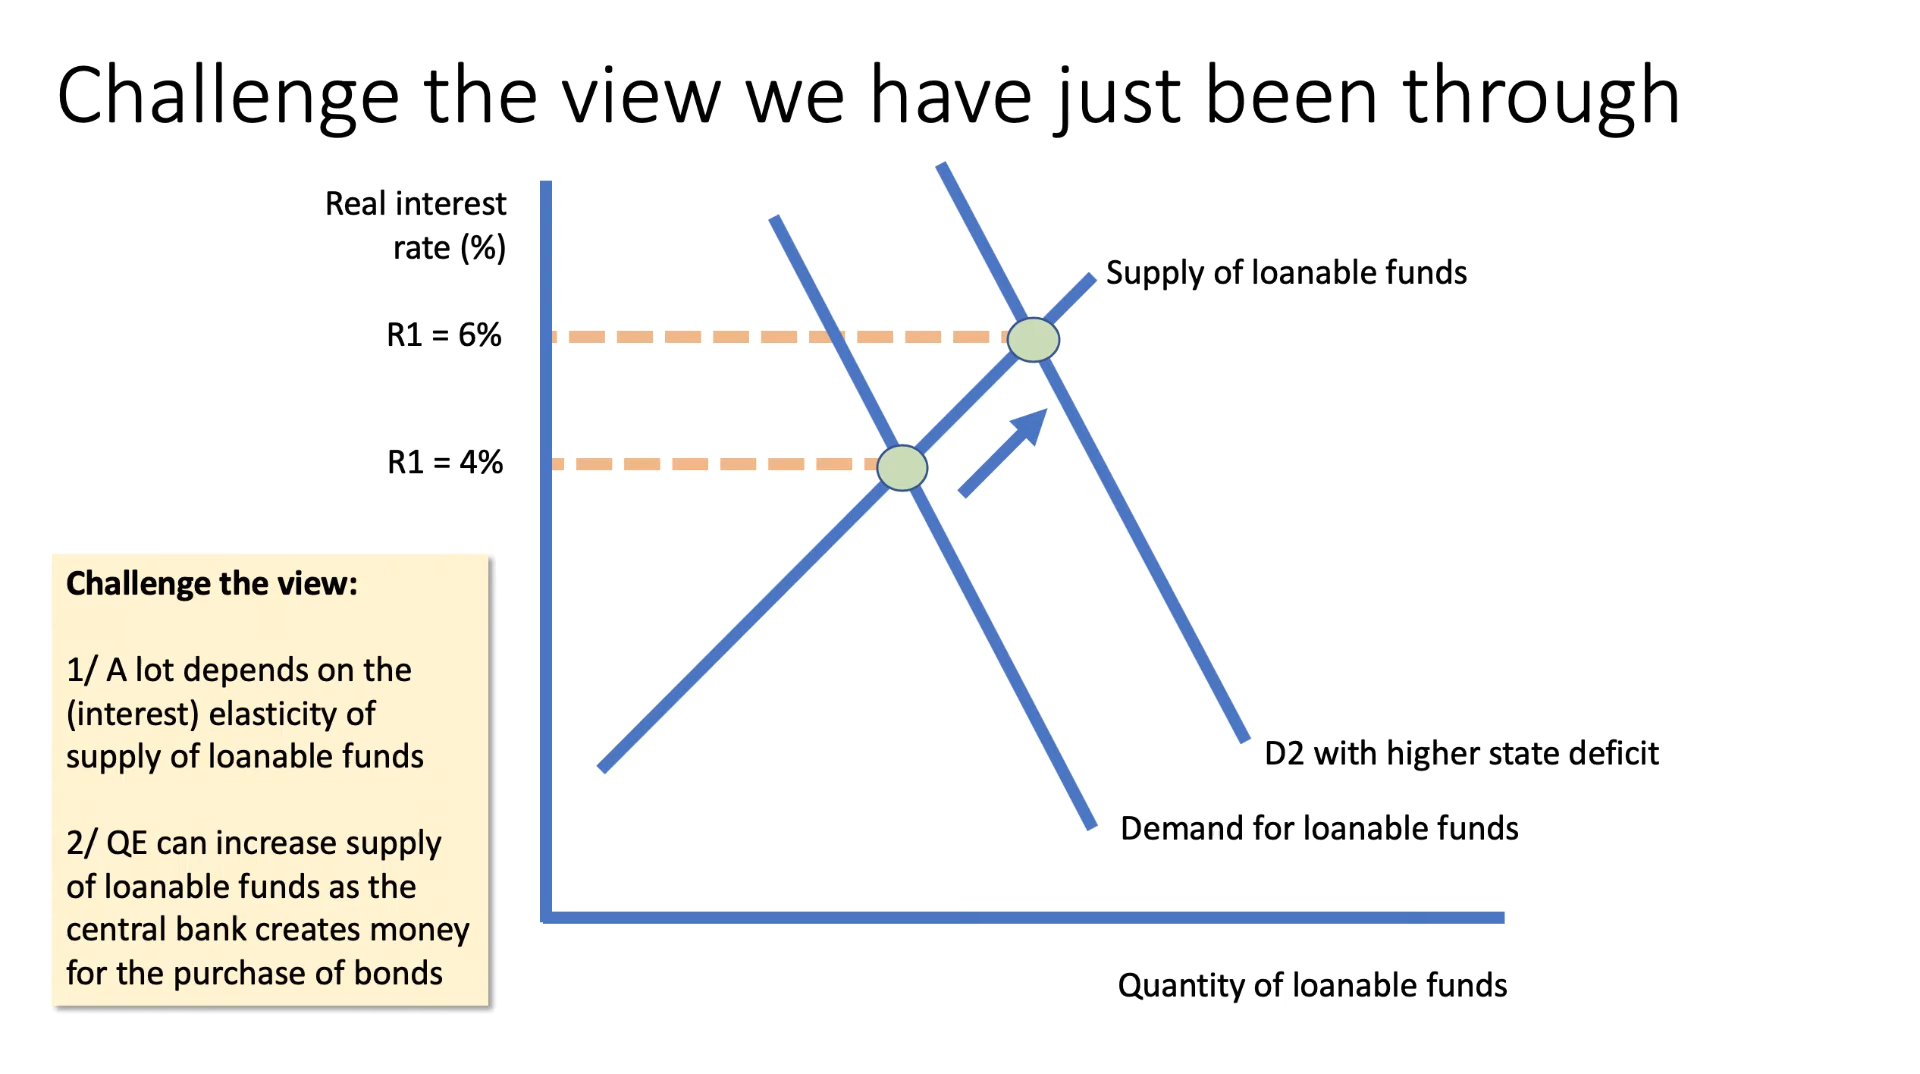 Challenge the view we have just been through
Real interest
rate (%)
Supply of loanable funds
R1 = 6%
R1 = 4%
Challenge the view:
1/ A lot depends on the
(interest) elasticity of
supply of loanable funds
2/ QE can increase supply
of loanable funds as the
central bank creates money
for the purchase of bonds
D2 with higher state deficit
Demand for loanable funds
Quantity of loanable funds